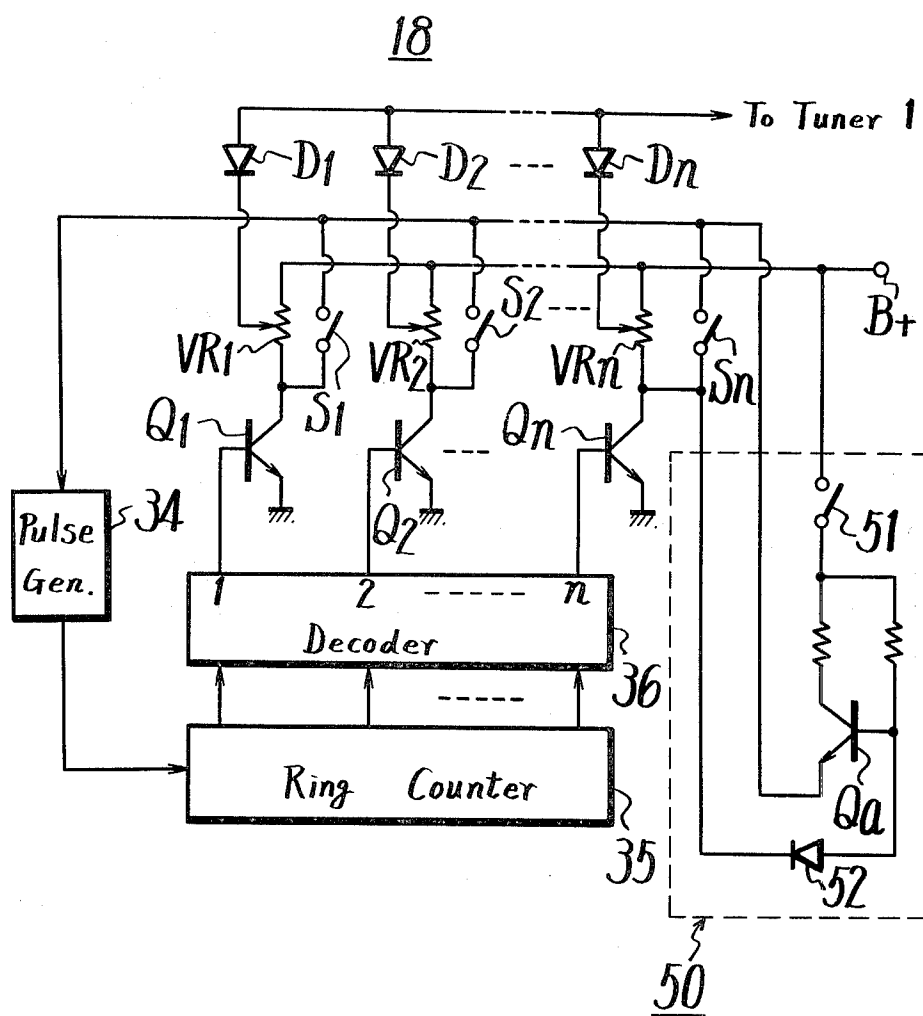 18
To Tuner 1
D1
D2
Dn
B+
VR1
S1
VR2
S2
VRn
Sn
Q1
Q2
Qn
51
Pulse
Gen.
34
1 2 n
Decoder
36
Ring Counter
35
Qa
52
50